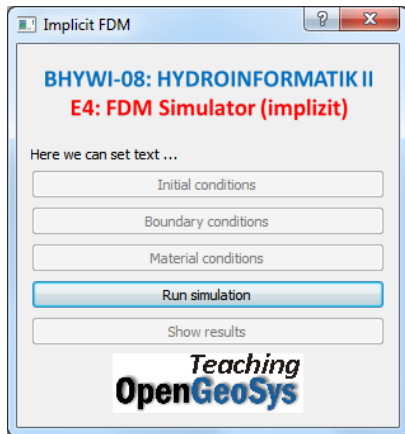 Implicit FDM
BHYWI-08: HYDROINFORMATIK II
E4: FDM Simulator (implizit)
Here we can set text ...
Initial conditions
Boundary conditions
Material conditions
Run simulation
Show results
Teaching
OpenGeoSys